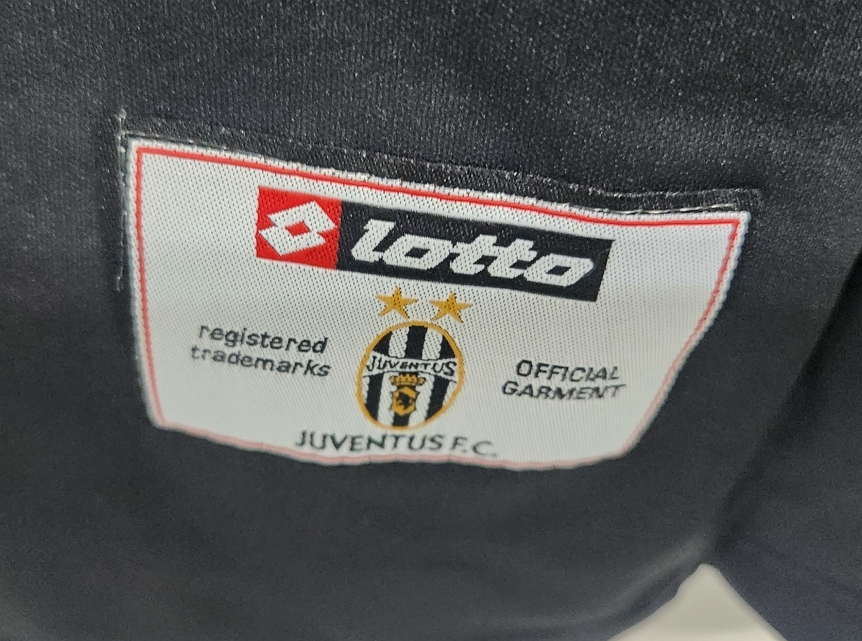 lotto
registered
trademarks
JUVENTUS
OFFICIAL
GARMENT
JUVENTUS F.C.